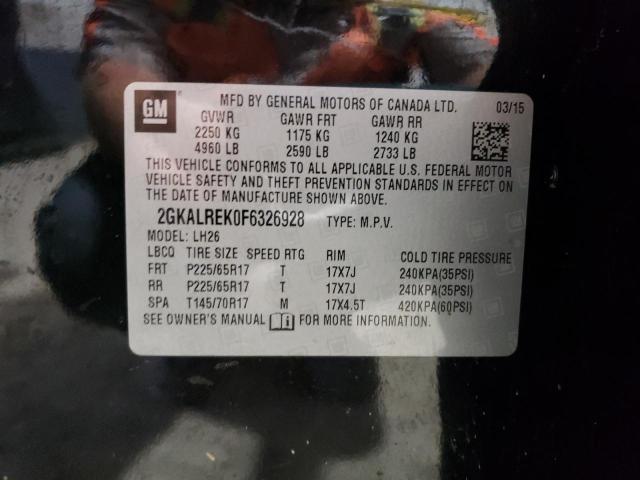 GM MFD BY GENERAL MOTORS OF CANADA LTD. 03/15
GVWR GAWR FRT GAWR RR
2250 KG 1175 KG 1240 KG
4960 LB 2590 LB 2733 LB
THIS VEHICLE CONFORMS TO ALL APPLICABLE U.S. FEDERAL MOTOR
VEHICLE SAFETY AND THEFT PREVENTION STANDARDS IN EFFECT ON
THE DATE OF MANUFACTURE SHOWN ABOVE.
2GKALREK0F6326928 TYPE: M.P.V.
MODEL: LH26
LBCO TIRE SIZE SPEED RTG RIM COLD TIRE PRESSURE
FRT P225/65R17 T 17X7J 240KPA(35PSI)
RR P225/65R17 T 17X7J 240KPA(35PSI)
SPA T145/70R17 M 17X4.5T 420KPA(60PSI)
SEE OWNER'S MANUAL FOR MORE INFORMATION.